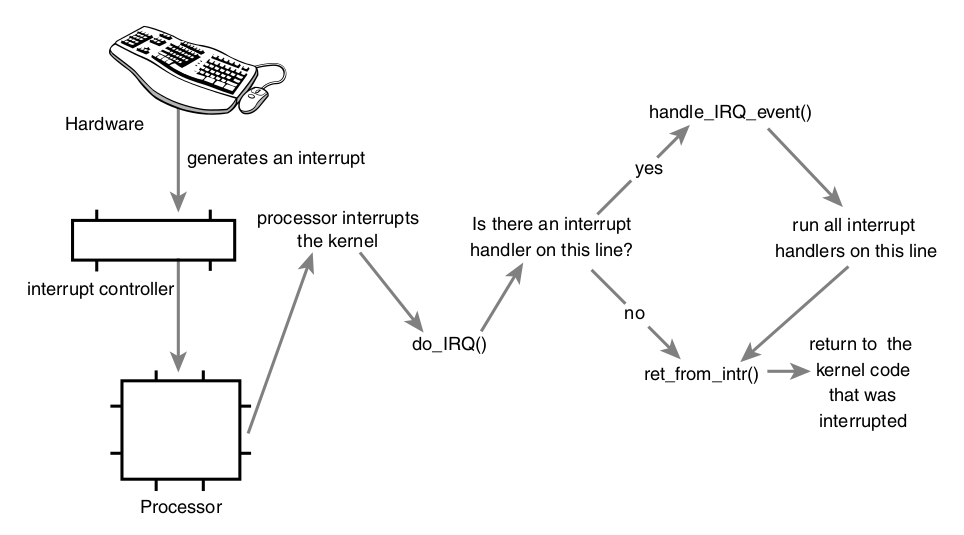 Hardware
generates an interrupt
interrupt controller
Processor
processor interrupts
the kernel
do_IRQ()
Is there an interrupt
handler on this line?
yes
no
handle_IRQ_event()
run all interrupt
handlers on this line
ret_from_intr()
return to the
kernel code
that was
interrupted